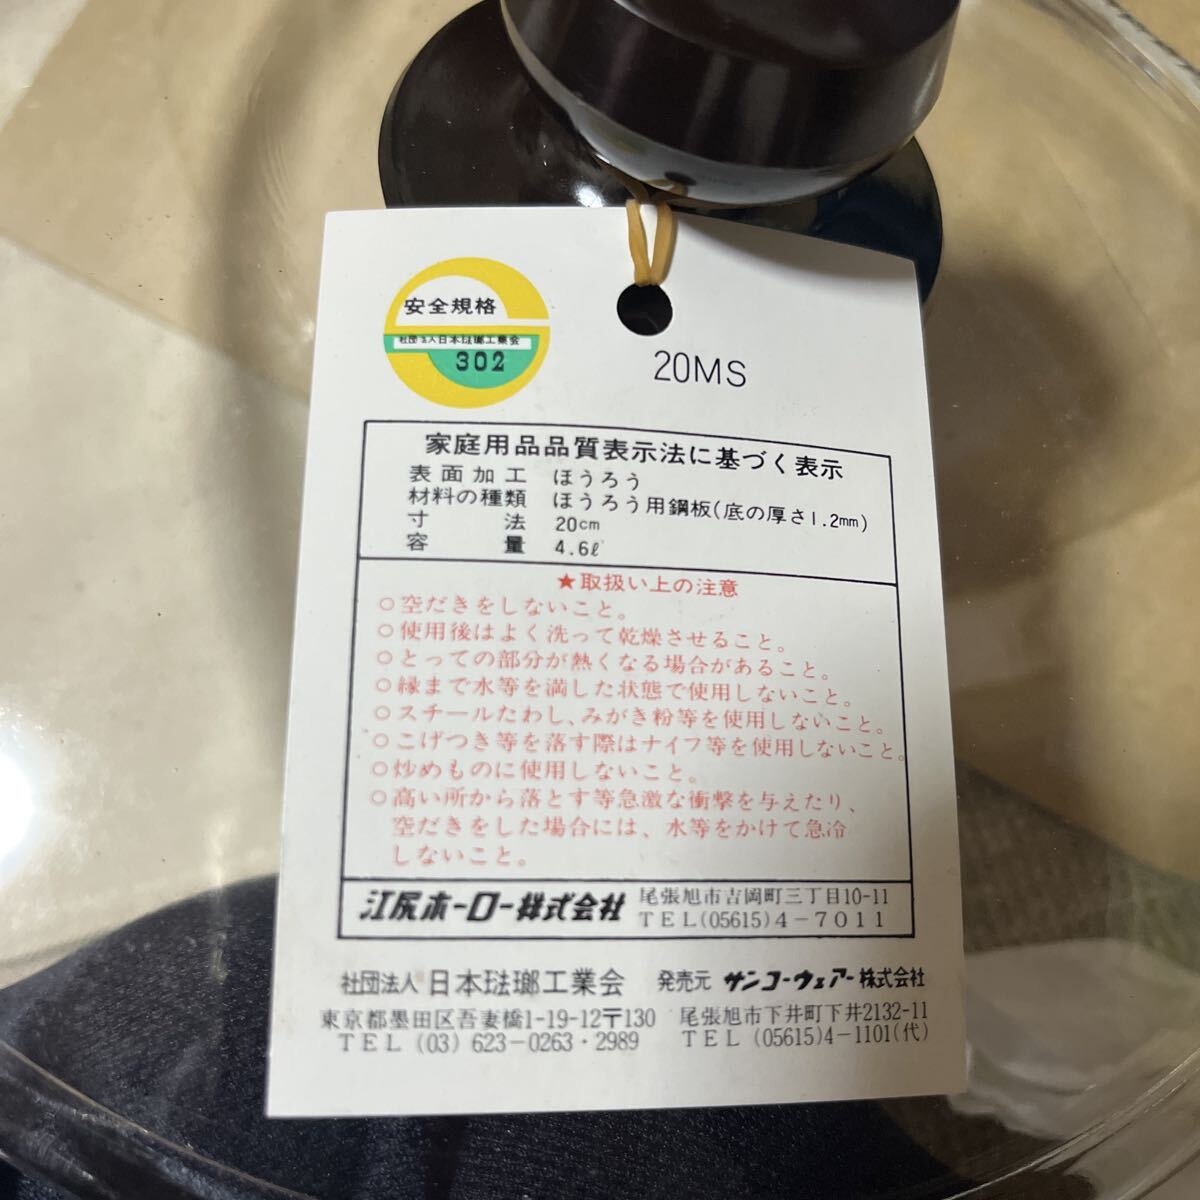 安全規格
社団法人日本琺瑯工業会
302
20MS
家庭用品品質表示法に基づく表示
表面加工 ほうろう
材料の種類 ほうろう用鋼板(底の厚さ1.2mm)
寸法 20cm
容量 4.6ℓ
★取扱い上の注意
○空だきをしないこと。
○使用後はよく洗って乾燥させること。
○とっての部分が熱くなる場合があること。
○縁まで水等を満した状態で使用しないこと。
○スチールたわし、みがき粉等を使用しないこと。
○こげつき等を落す際はナイフ等を使用しないこと。
○炒めものに使用しないこと。
○高い所から落とす等急激な衝撃を与えたり、
空だきをした場合には、水等をかけて急冷
しないこと。
江尻ホーロー株式会社 尾張旭市吉岡町三丁目10-11
TEL(05615)4-7011
社団法人 日本琺瑯工業会
東京都墨田区吾妻橋1-19-12〒130
TEL (03) 623-0263・2989
発売元 サンコーウェアー株式会社
尾張旭市下井町下井2132-11
TEL (05615)4-1101(代)